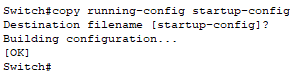 Switch#copy running-config startup-config
Destination filename [startup-config]?
Building configuration...
[OK]
Switch#